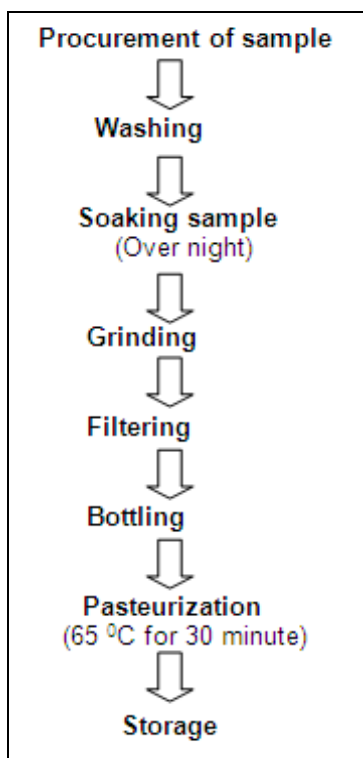 Procurement of sample
Washing
Soaking sample
(Over night)
Grinding
Filtering
Bottling
Pasteurization
(65 ⁰C for 30 minute)
Storage